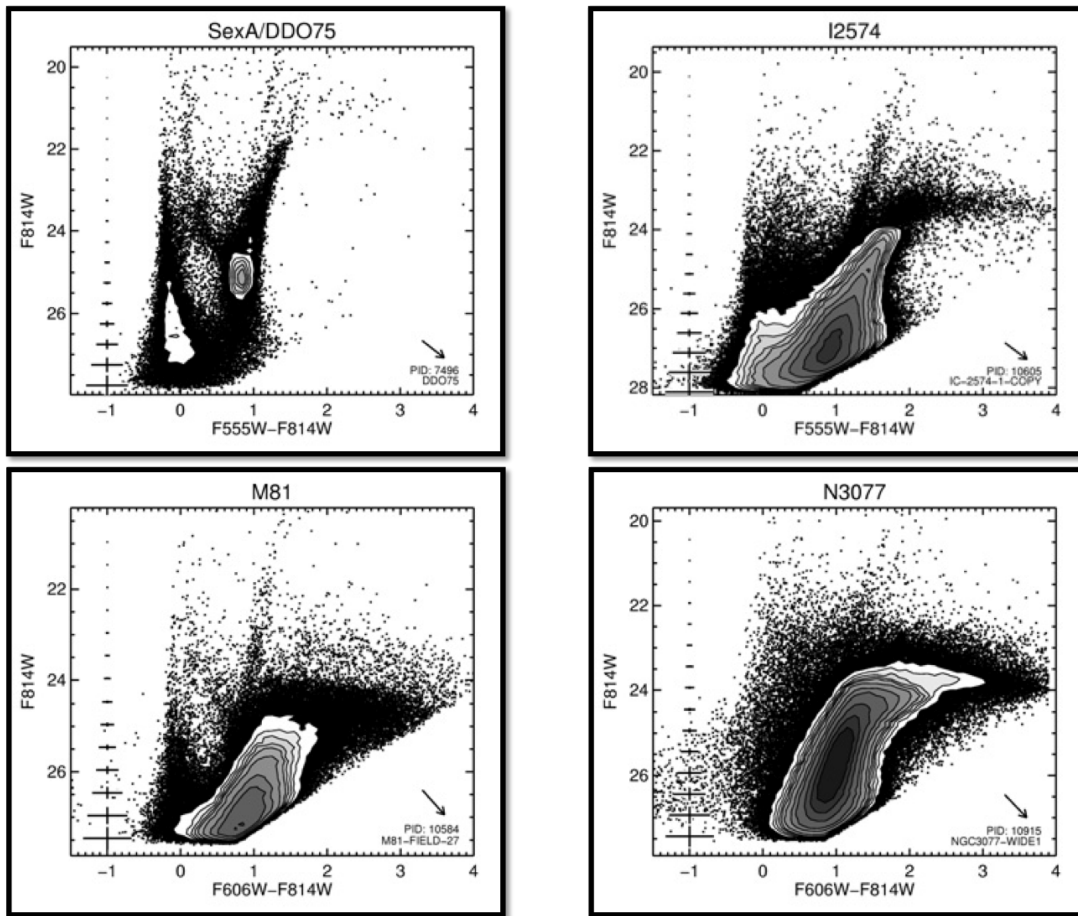 SexA/DDO75
20
22
24
26
F814W
−1 0 1 2 3 4
F555W−F814W
PID: 7496
DDO75
I2574
20
22
24
26
28
F814W
−1 0 1 2 3 4
F555W−F814W
PID: 10605
IC−2574−1−COPY
M81
22
24
26
F814W
−1 0 1 2 3 4
F606W−F814W
PID: 10584
M81−FIELD−27
N3077
20
22
24
26
F814W
−1 0 1 2 3 4
F606W−F814W
PID: 10915
NGC3077−WIDE1